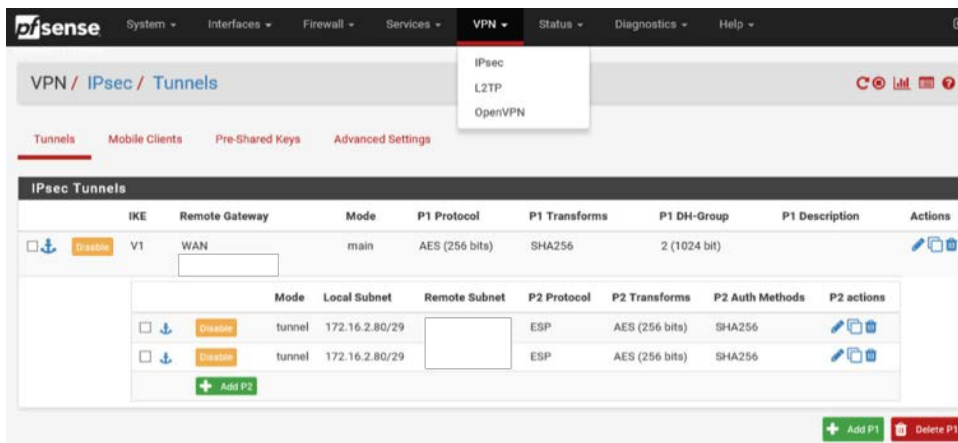 pfsense System Interfaces Firewall Services VPN Status Diagnostics Help
IPsec
L2TP
OpenVPN
VPN / IPsec / Tunnels
Tunnels Mobile Clients Pre-Shared Keys Advanced Settings
IPsec Tunnels
IKE Remote Gateway Mode P1 Protocol P1 Transforms P1 DH-Group P1 Description Actions
Disable V1 WAN main AES (256 bits) SHA256 2 (1024 bit)
Mode Local Subnet Remote Subnet P2 Protocol P2 Transforms P2 Auth Methods P2 actions
Disable tunnel 172.16.2.80/29 ESP AES (256 bits) SHA256
Disable tunnel 172.16.2.80/29 ESP AES (256 bits) SHA256
Add P2
Add P1 Delete P1